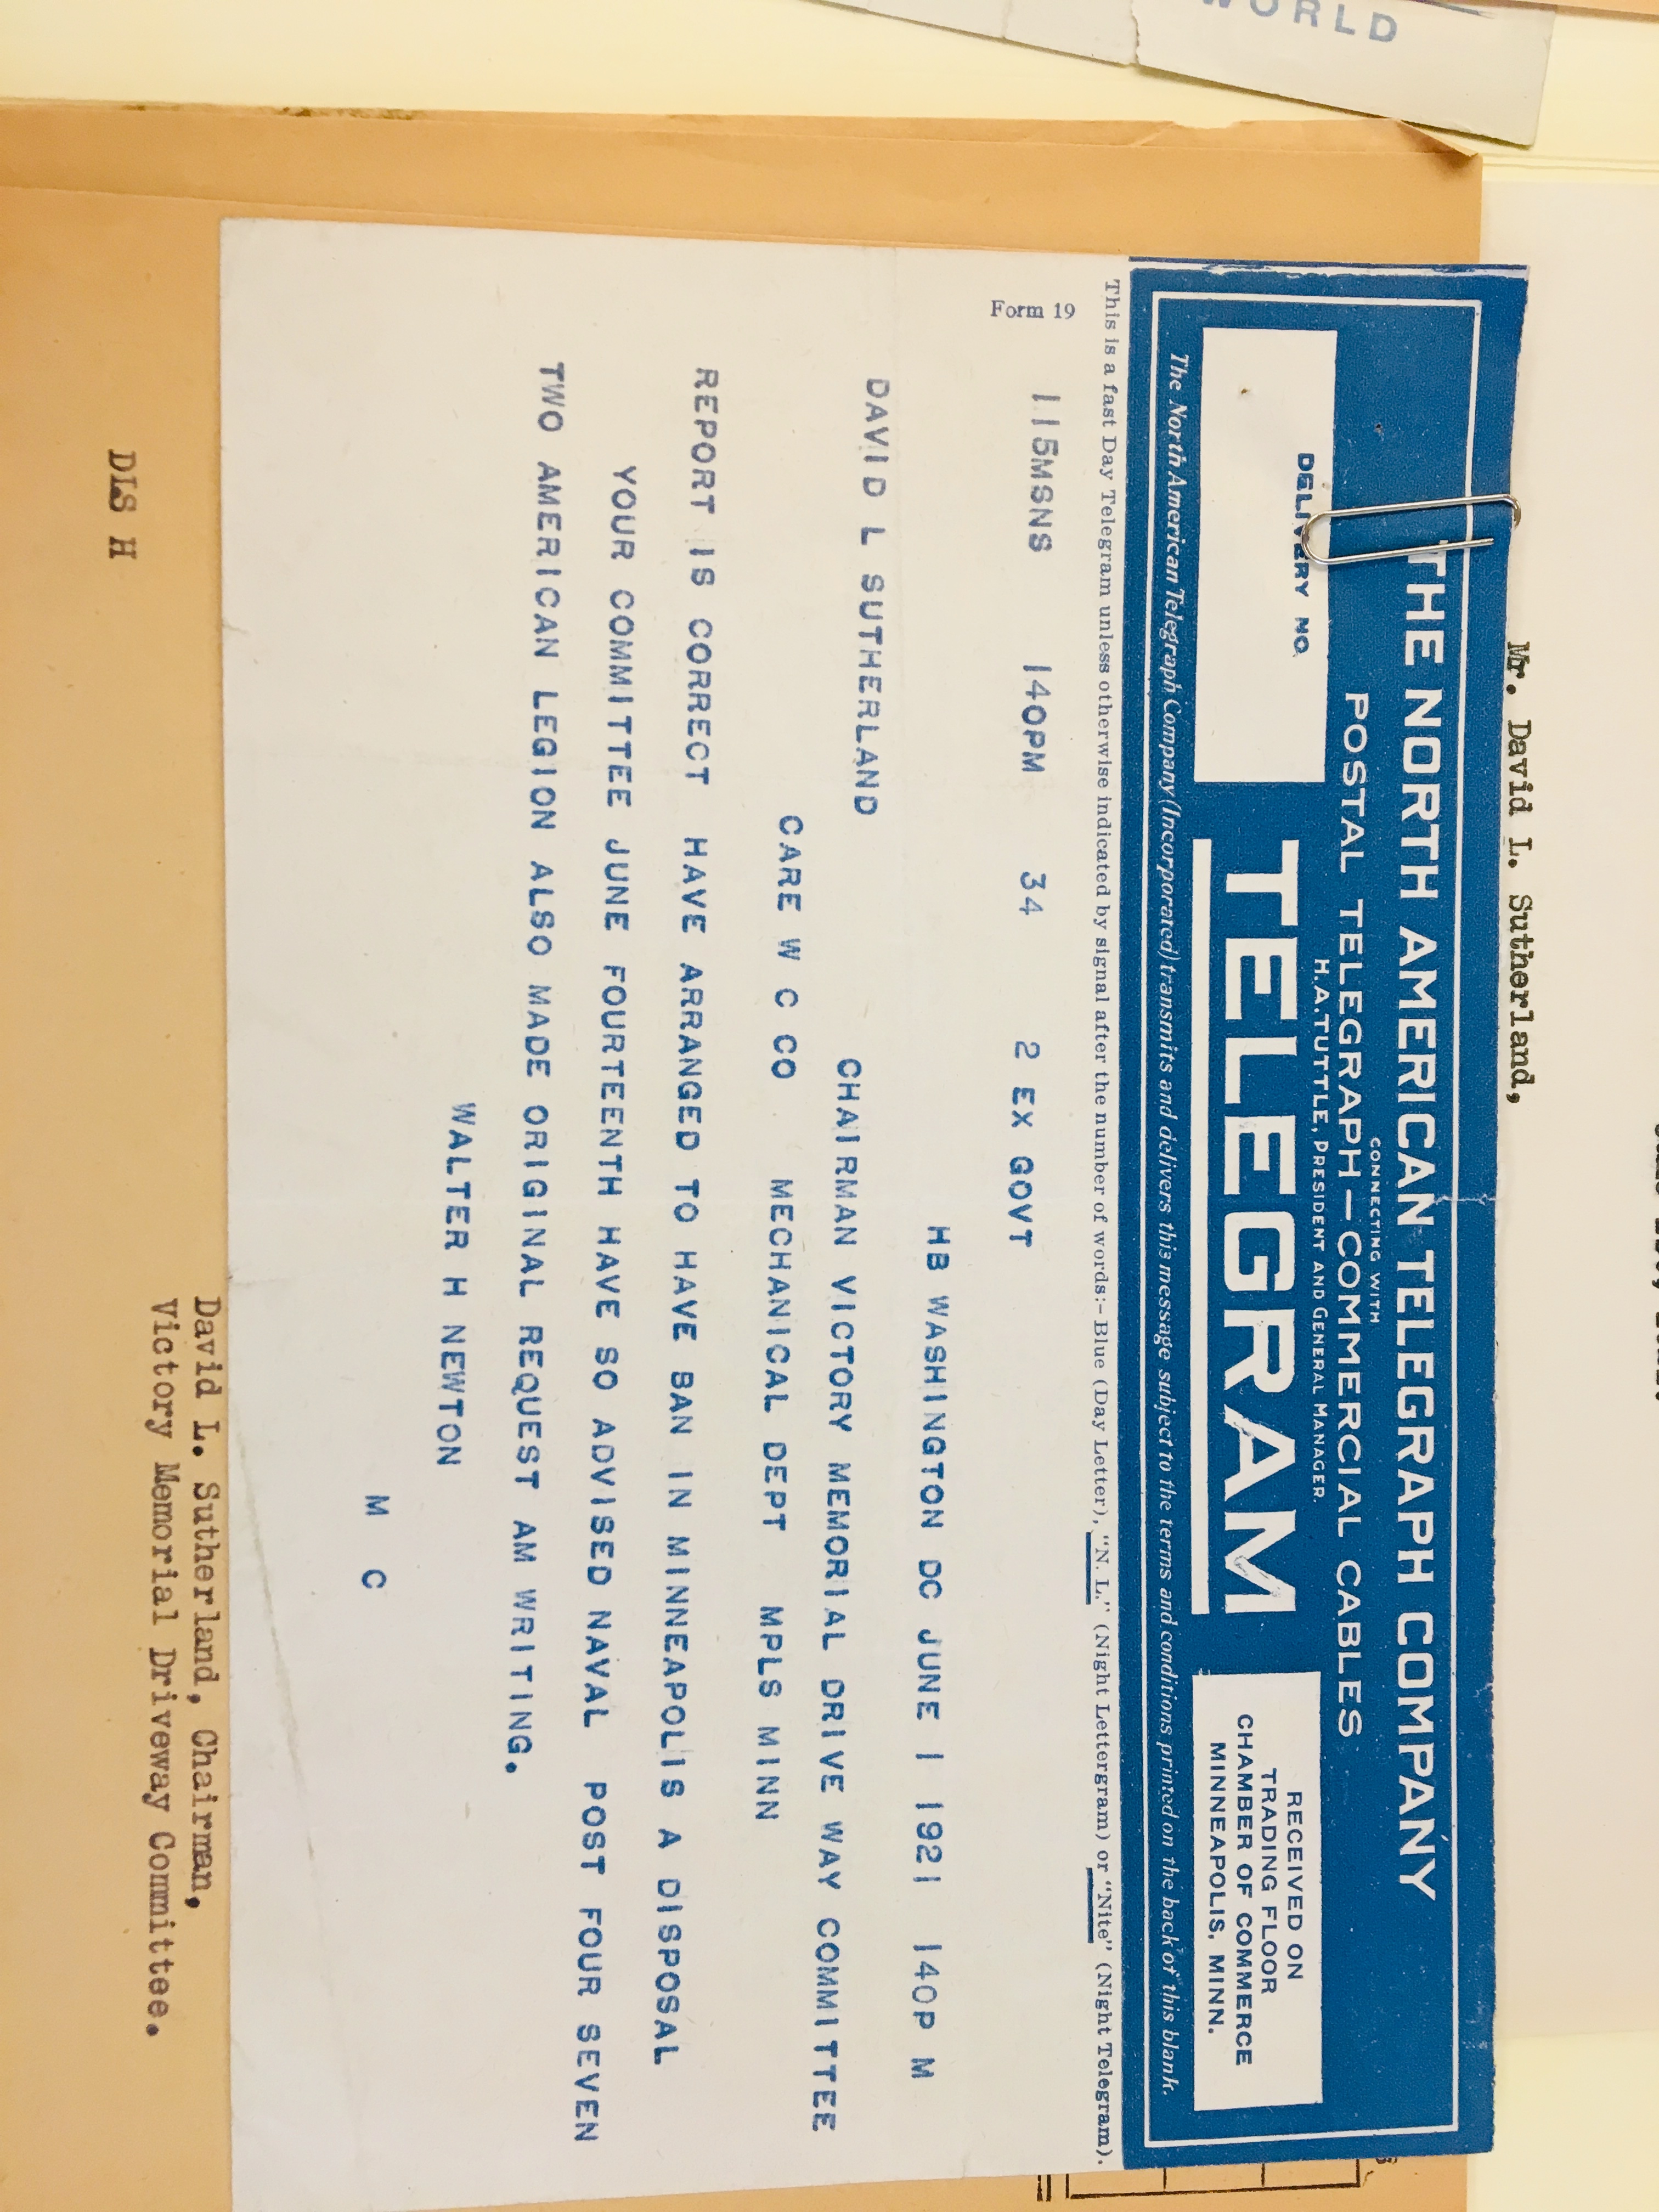 WORLD
Mr. David L. Sutherland,
THE NORTH AMERICAN TELEGRAPH COMPANY
CONNECTING WITH
POSTAL TELEGRAPH-COMMERCIAL CABLES
H.A.TUTTLE, PRESIDENT AND GENERAL MANAGER.
DELIVERY NO.
TELEGRAM
RECEIVED ON
TRADING FLOOR
CHAMBER OF COMMERCE
MINNEAPOLIS, MINN.
The North American Telegraph Company (Incorporated) transmits and delivers this message subject to the terms and conditions printed on the back of this blank.
This is a fast Day Telegram unless otherwise indicated by signal after the number of words:- Blue (Day Letter), "N. L." (Night Lettergram) or "Nite" (Night Telegram).
Form 19
115MSNS 140PM 34 2 EX GOVT
HB WASHINGTON DC JUNE 1 1921 140P M
DAVID L SUTHERLAND
CHAIRMAN VICTORY MEMORIAL DRIVE WAY COMMITTEE
CARE W C CO MECHANICAL DEPT MPLS MINN
REPORT IS CORRECT HAVE ARRANGED TO HAVE BAN IN MINNEAPOLIS A DISPOSAL
YOUR COMMITTEE JUNE FOURTEENTH HAVE SO ADVISED NAVAL POST FOUR SEVEN
TWO AMERICAN LEGION ALSO MADE ORIGINAL REQUEST AM WRITING.
WALTER H NEWTON
M C
David L. Sutherland, Chairman,
Victory Memorial Driveway Committee.
DLS H